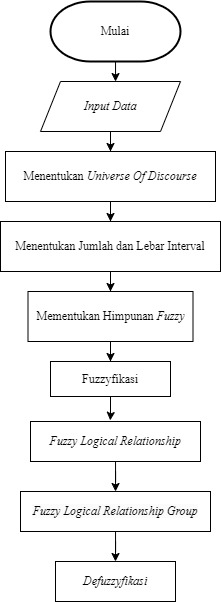 Mulai
Input Data
Menentukan Universe Of Discourse
Menentukan Jumlah dan Lebar Interval
Mementukan Himpunan Fuzzy
Fuzzyfikasi
Fuzzy Logical Relationship
Fuzzy Logical Relationship Group
Defuzzyfikasi